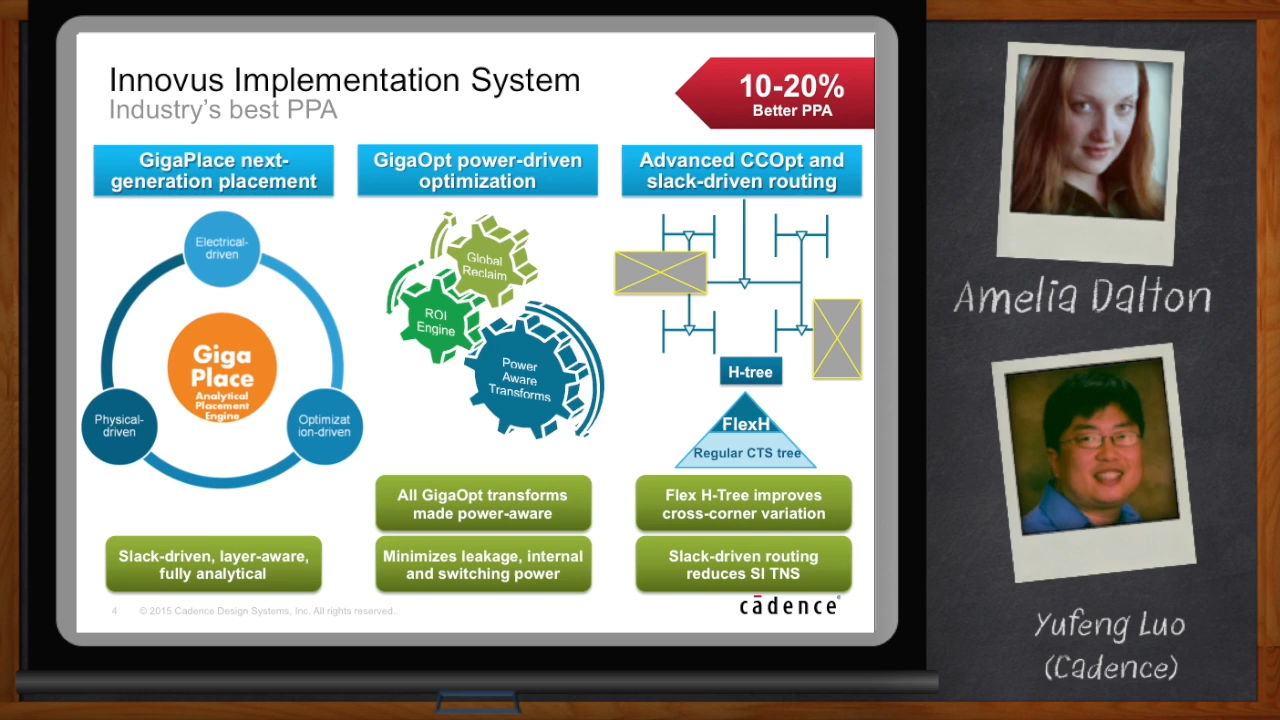 Innovus Implementation System
Industry's best PPA
10-20%
Better PPA
GigaPlace next-
generation placement
GigaOpt power-driven
optimization
Advanced CCOpt and
slack-driven routing
Electrical-
driven
Giga
Place
Analytical
Placement
Engine
Physical-
driven
Optimizat
ion-driven
Global
Reclaim
ROI
Engine
Power
Aware
Transforms
H-tree
FlexH
Regular CTS tree
All GigaOpt transforms
made power-aware
Flex H-Tree improves
cross-corner variation
Slack-driven, layer-aware,
fully analytical
Minimizes leakage, internal
and switching power
Slack-driven routing
reduces SI TNS
4 © 2015 Cadence Design Systems, Inc. All rights reserved..
cādence®
Amelia Dalton
Yufeng Luo
(Cadence)